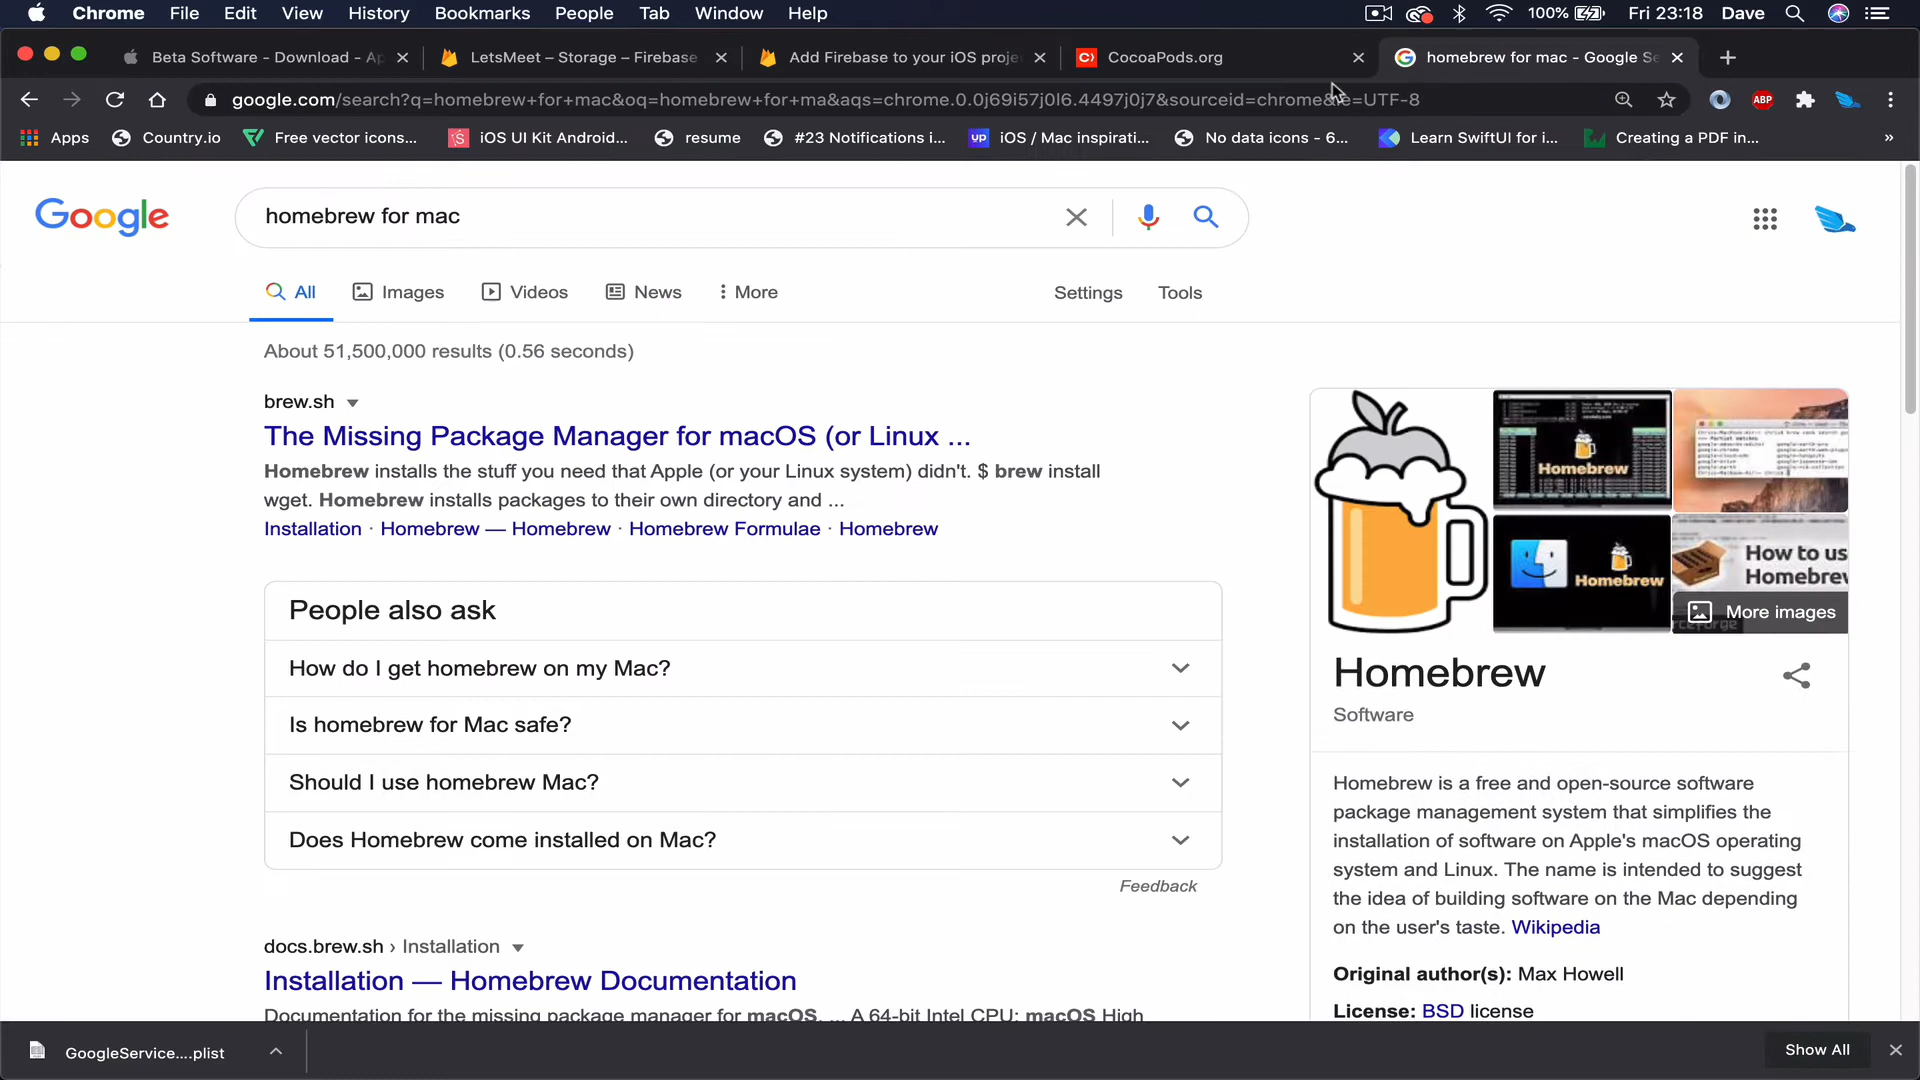 Chrome File Edit View History Bookmarks People Tab Window Help 100% Fri 23:18 Dave
Beta Software - Download - Ap
LetsMeet – Storage – Firebase
Add Firebase to your iOS proje
CocoaPods.org
homebrew for mac - Google Se
google.com/search?q=homebrew+for+mac&oq=homebrew+for+ma&aqs=chrome.0.0j69i57j0l6.4497j0j7&sourceid=chrome&ie=UTF-8
ABP
Apps Country.io Free vector icons... iOS UI Kit Android... resume #23 Notifications i... up iOS / Mac inspirati... No data icons - 6... Learn SwiftUI for i... Creating a PDF in... »
Google
homebrew for mac
All Images Videos News More Settings Tools
About 51,500,000 results (0.56 seconds)
brew.sh
The Missing Package Manager for macOS (or Linux ...
Homebrew installs the stuff you need that Apple (or your Linux system) didn't. $ brew install
wget. Homebrew installs packages to their own directory and ...
Installation · Homebrew — Homebrew · Homebrew Formulae · Homebrew
People also ask
How do I get homebrew on my Mac?
Is homebrew for Mac safe?
Should I use homebrew Mac?
Does Homebrew come installed on Mac?
Feedback
docs.brew.sh › Installation
Installation — Homebrew Documentation
Documentation for the missing package manager for macOS. ... A 64-bit Intel CPU; macOS High
Homebrew
Homebrew
How to us
Homebrew
More images
Homebrew
Software
Homebrew is a free and open-source software
package management system that simplifies the
installation of software on Apple's macOS operating
system and Linux. The name is intended to suggest
the idea of building software on the Mac depending
on the user's taste. Wikipedia
Original author(s): Max Howell
License: BSD license
GoogleService....plist
Show All